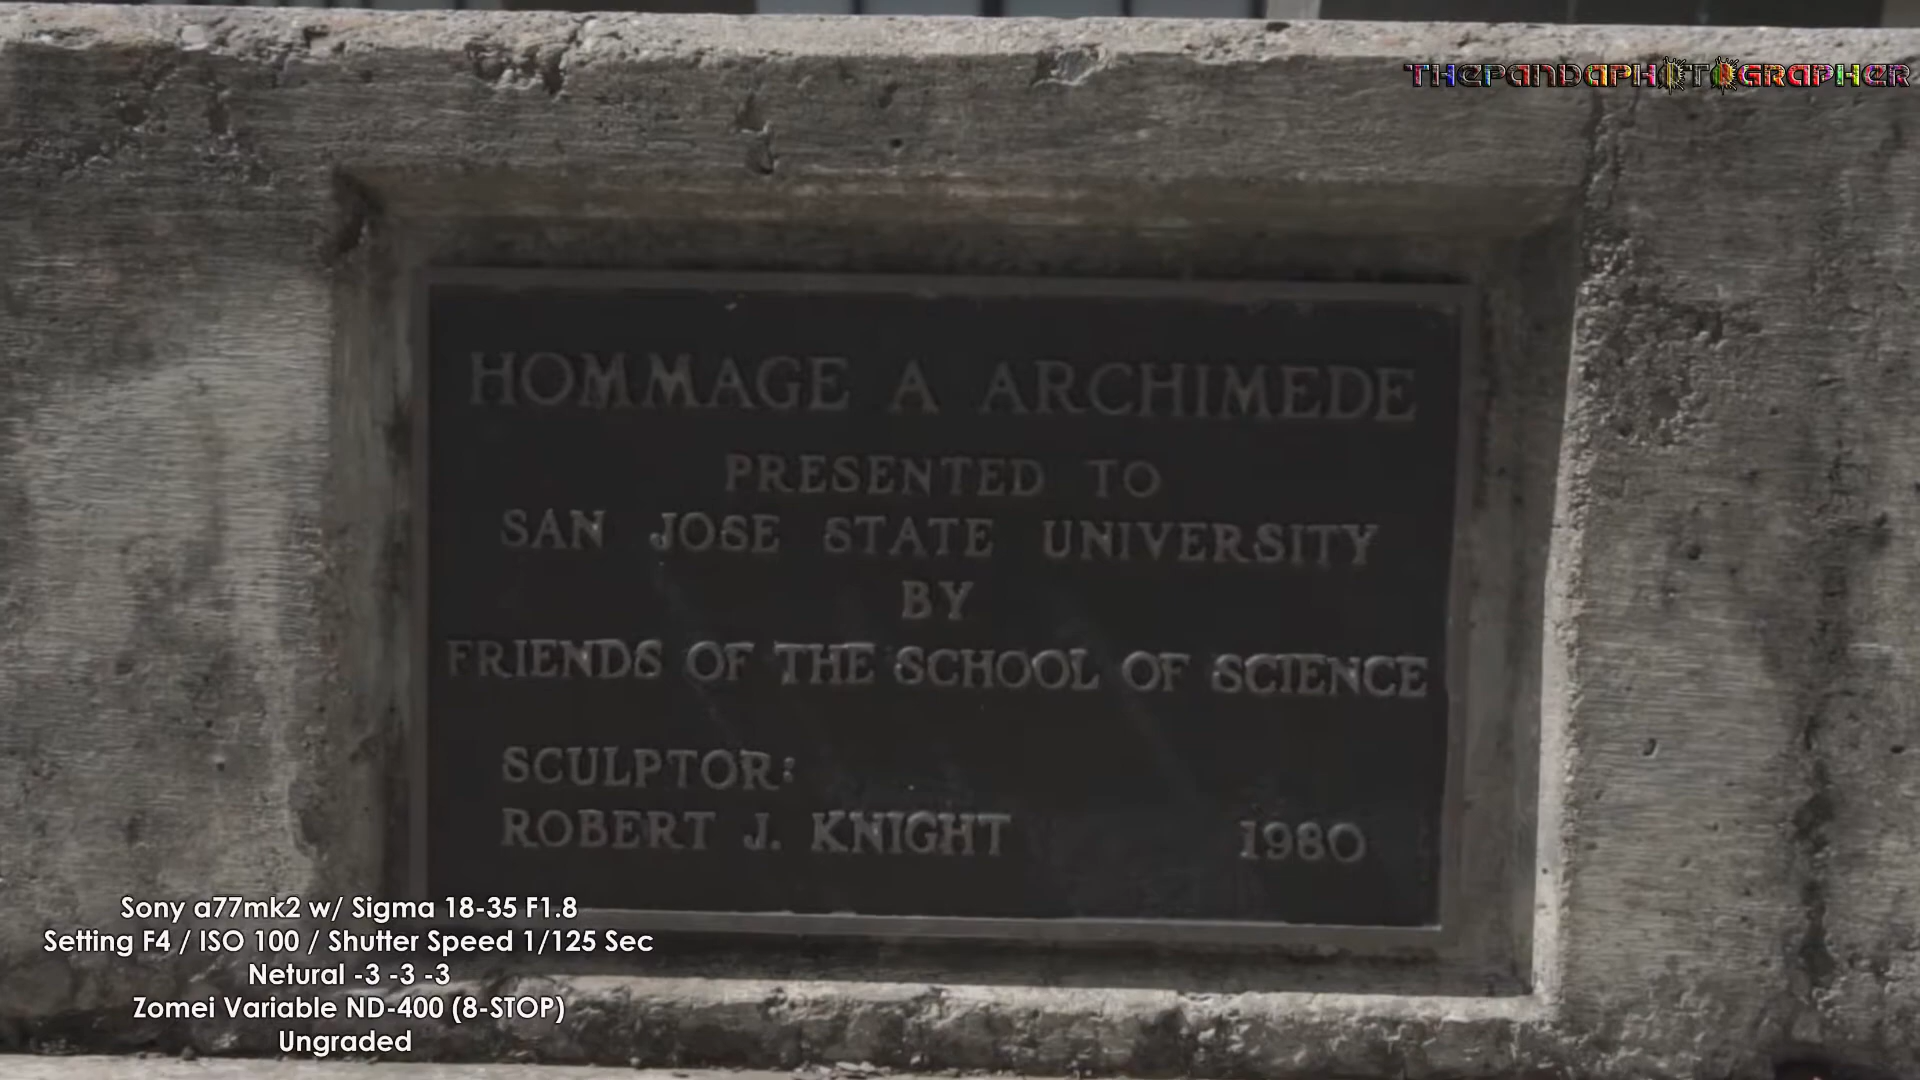 THEPANDAPHOTOGRAPHER
HOMMAGE A ARCHIMEDE
PRESENTED TO
SAN JOSE STATE UNIVERSITY
BY
FRIENDS OF THE SCHOOL OF SCIENCE
SCULPTOR:
ROBERT J. KNIGHT 1980
Sony a77mk2 w/ Sigma 18-35 F1.8
Setting F4 / ISO 100 / Shutter Speed 1/125 Sec
Netural -3 -3 -3
Zomei Variable ND-400 (8-STOP)
Ungraded